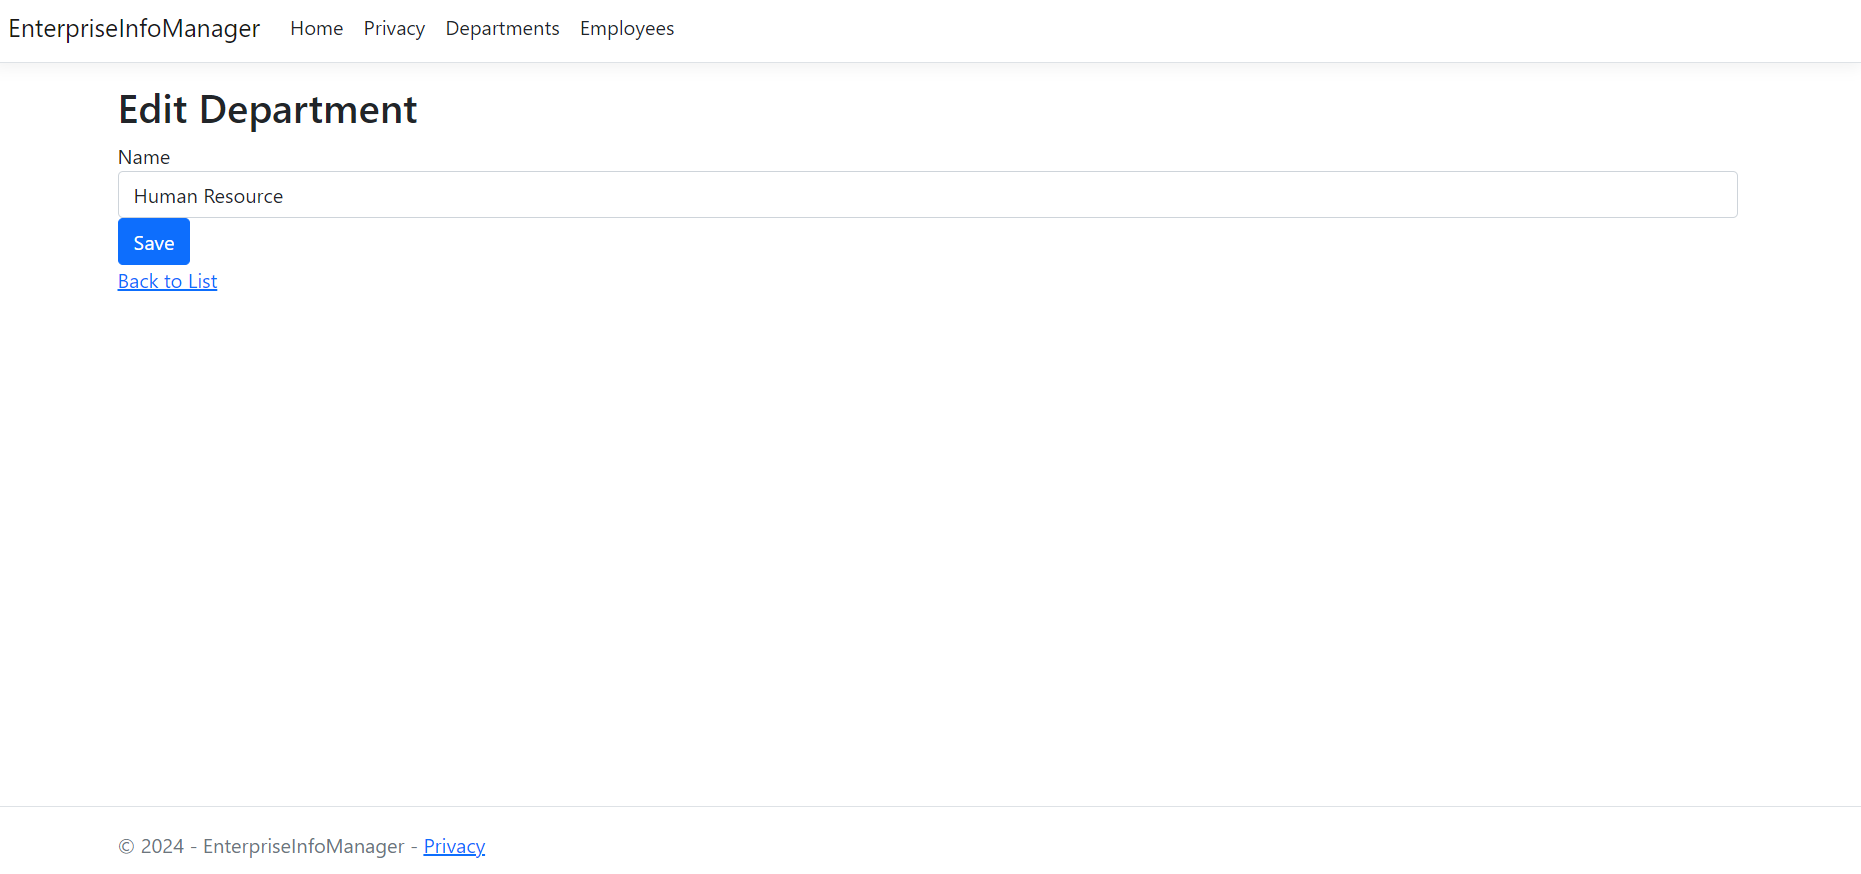 EnterpriseInfoManager Home Privacy Departments Employees
Edit Department
Name
Human Resource
Save
Back to List
© 2024 - EnterpriseInfoManager - Privacy